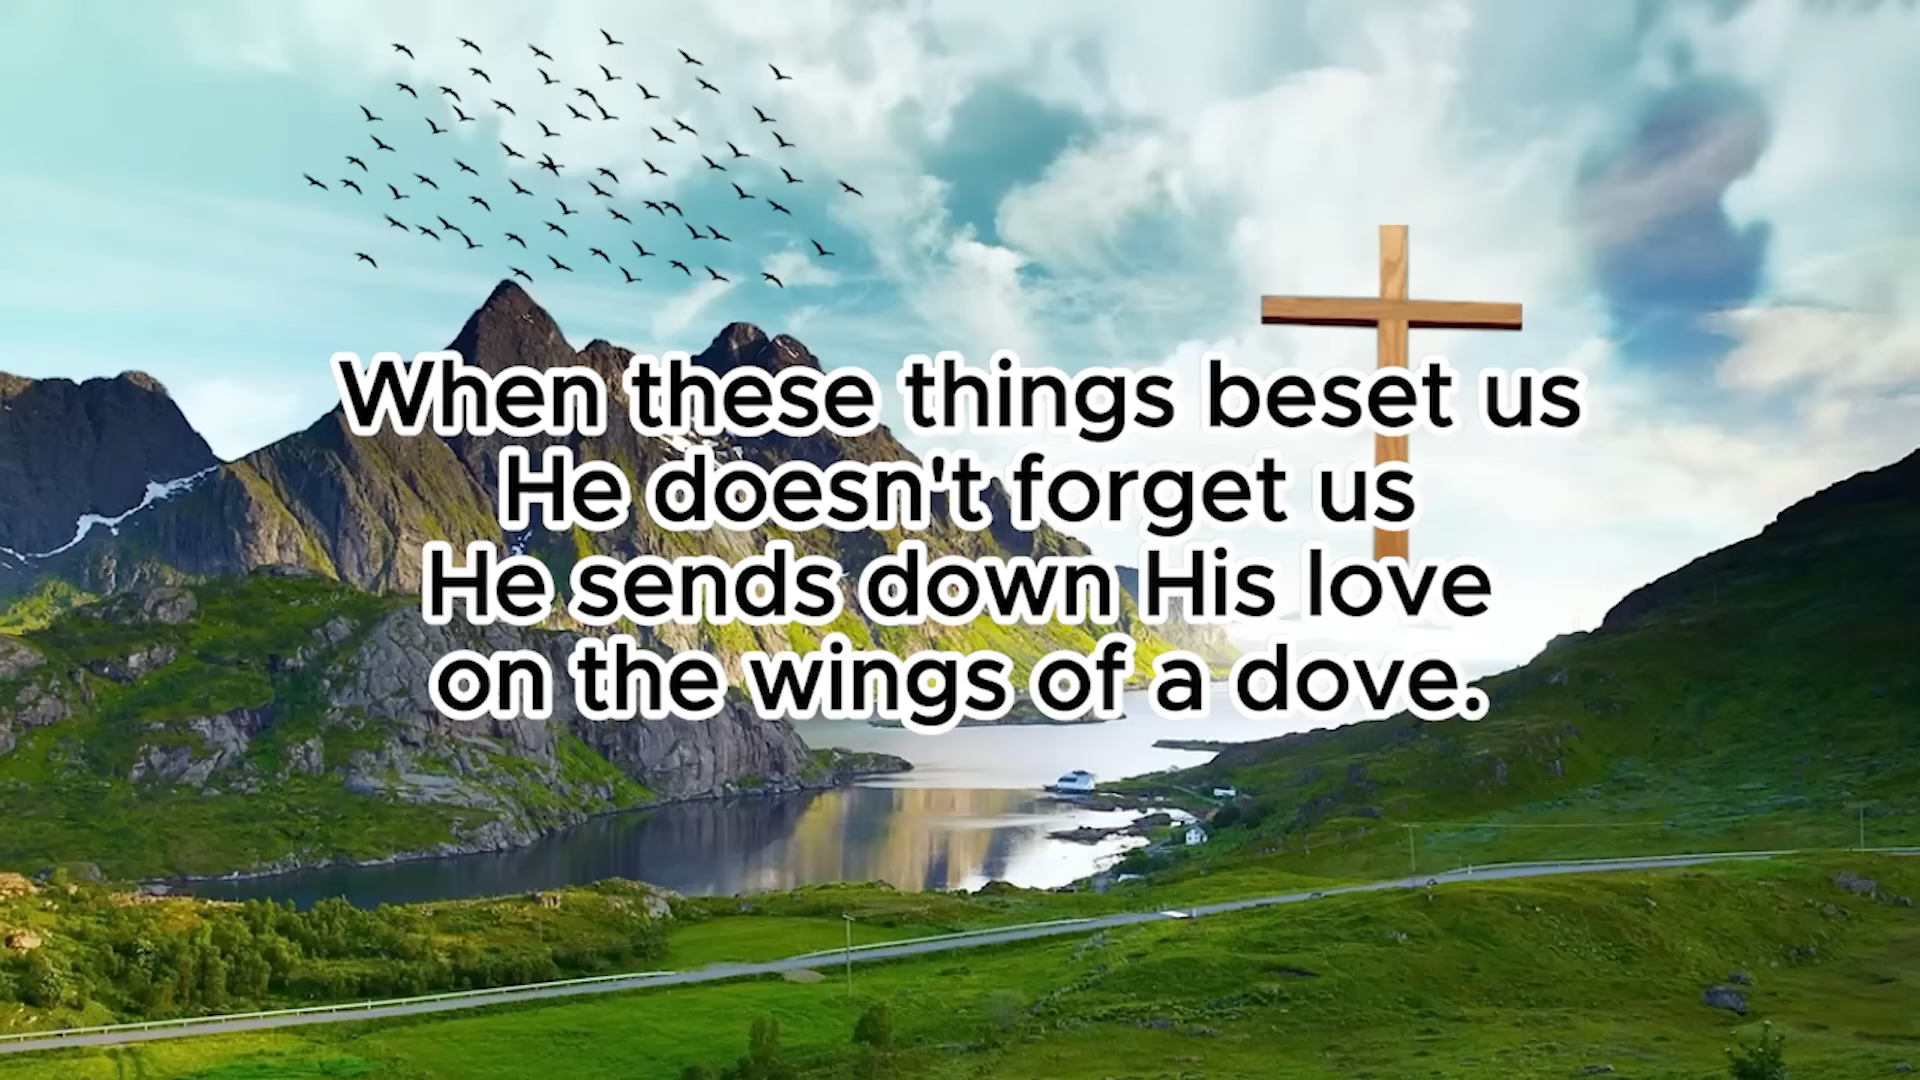 When these things beset us
He doesn't forget us
He sends down His love
on the wings of a dove.